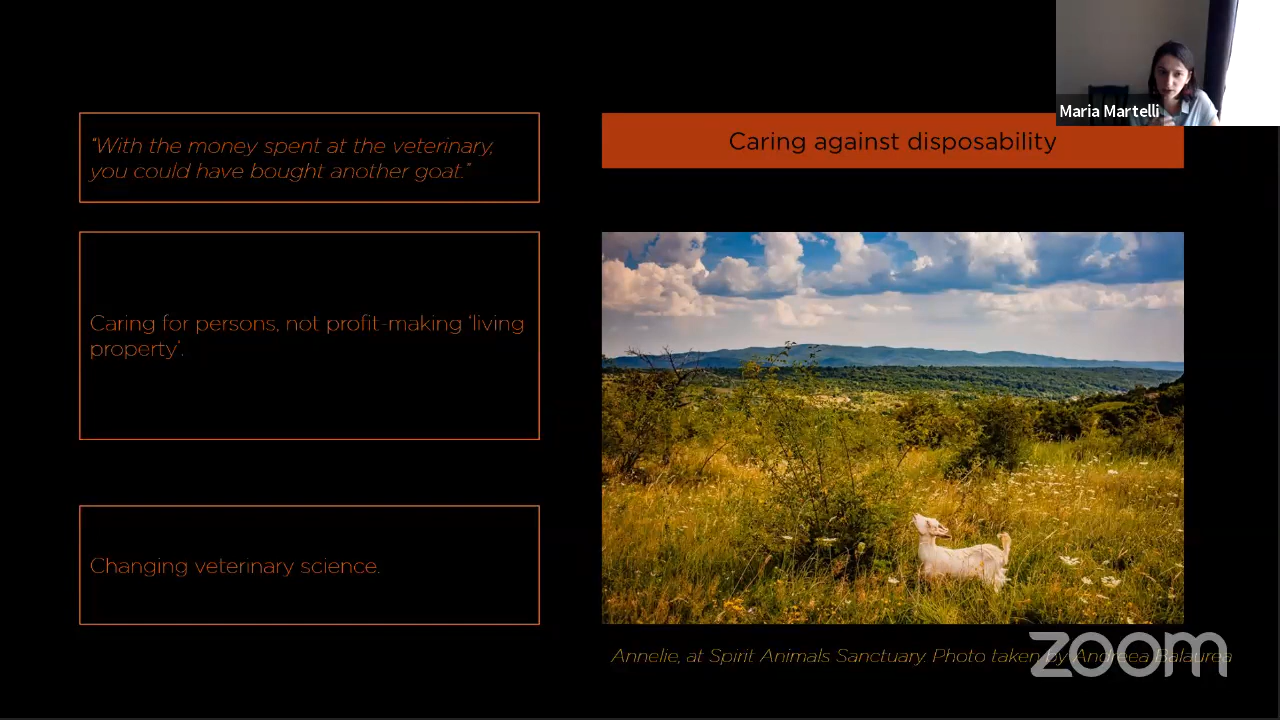 Maria Martelli
"With the money spent at the veterinary,
you could have bought another goat."
Caring against disposability
Caring for persons, not profit-making 'living
property'.
Changing veterinary science.
Annelie, at Spirit Animals Sanctuary. Photo taken by Andreea Balaurea
zoom